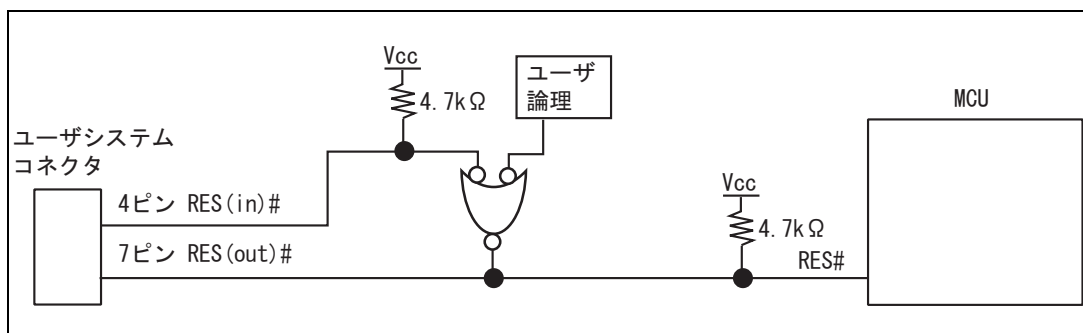 Vcc
4.7kΩ
ユーザ
論理
MCU
ユーザシステム
コネクタ
4ピン RES(in)#
7ピン RES(out)#
Vcc
4.7kΩ
RES#